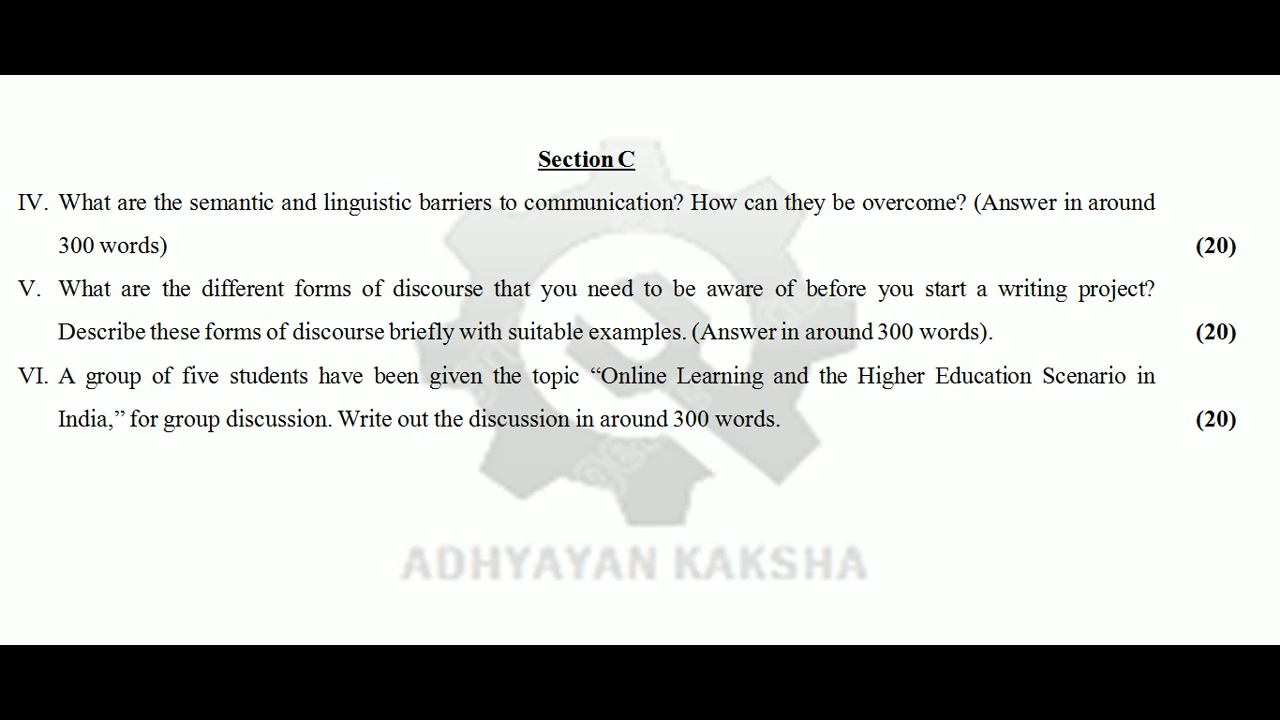 Section C
IV. What are the semantic and linguistic barriers to communication? How can they be overcome? (Answer in around
300 words) (20)
V. What are the different forms of discourse that you need to be aware of before you start a writing project?
Describe these forms of discourse briefly with suitable examples. (Answer in around 300 words). (20)
VI. A group of five students have been given the topic “Online Learning and the Higher Education Scenario in
India,” for group discussion. Write out the discussion in around 300 words. (20)
ADHYAYAN KAKSHA